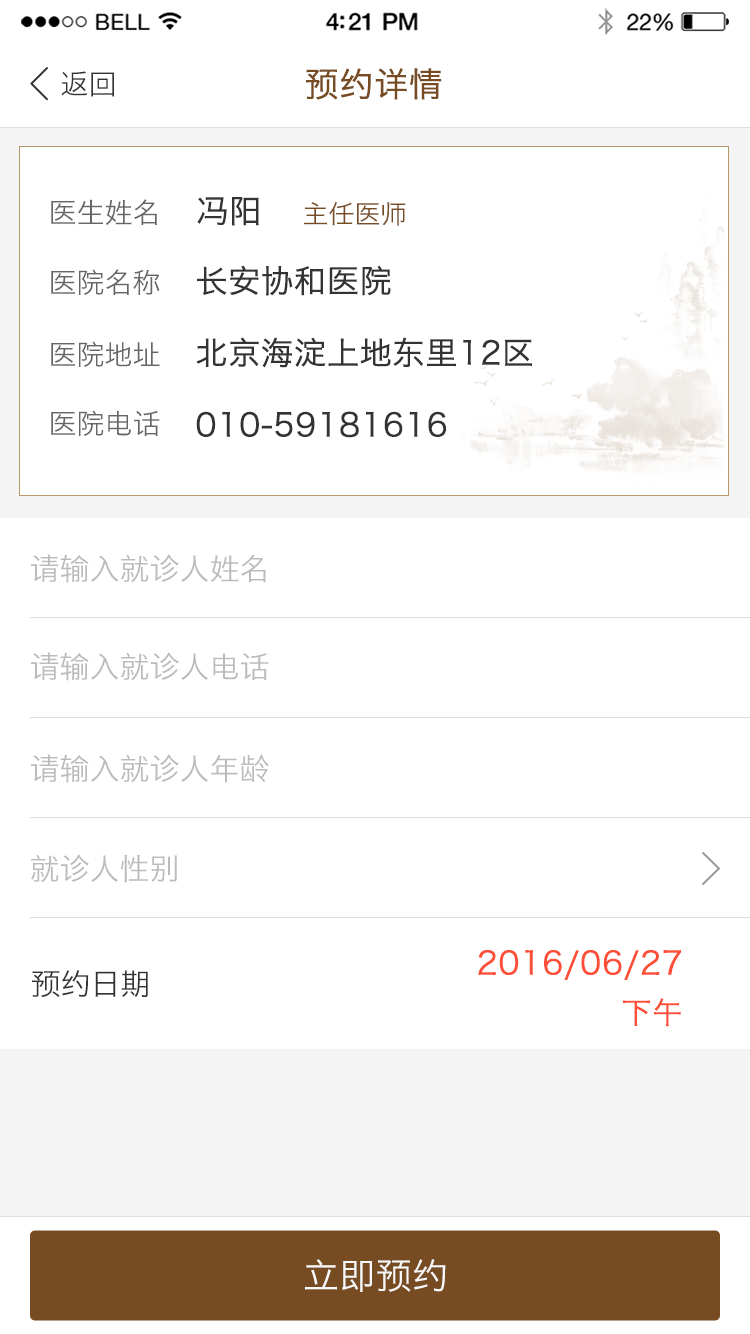 BELL 4:21 PM 22%
返回 预约详情
医生姓名 冯阳 主任医师
医院名称 长安协和医院
医院地址 北京海淀上地东里12区
医院电话 010-59181616
请输入就诊人姓名
请输入就诊人电话
请输入就诊人年龄
就诊人性别
预约日期 2016/06/27
下午
立即预约